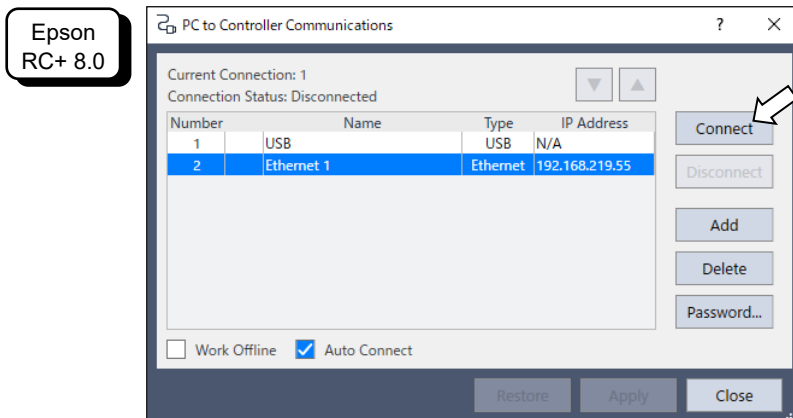 Epson
RC+ 8.0
PC to Controller Communications
?
Current Connection: 1
Connection Status: Disconnected
Number Name Type IP Address
1 USB USB N/A
2 Ethernet 1 Ethernet 192.168.219.55
Connect
Disconnect
Add
Delete
Password...
Work Offline Auto Connect
Restore Apply Close